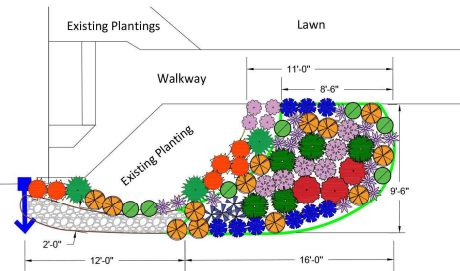 Existing Plantings
Lawn
Walkway
11'-0"
8'-6"
Existing Planting
9'-6"
2'-0"
12'-0"
16'-0"